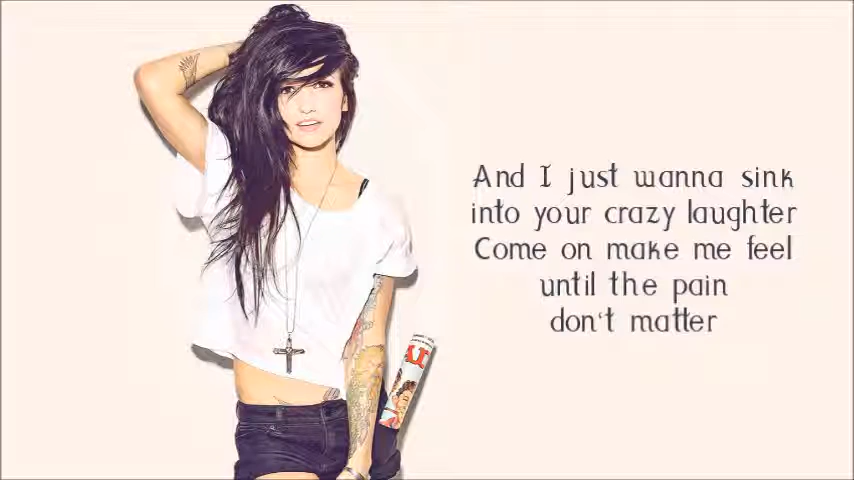 And I just wanna sink
into your crazy laughter
Come on make me feel
until the pain
don't matter